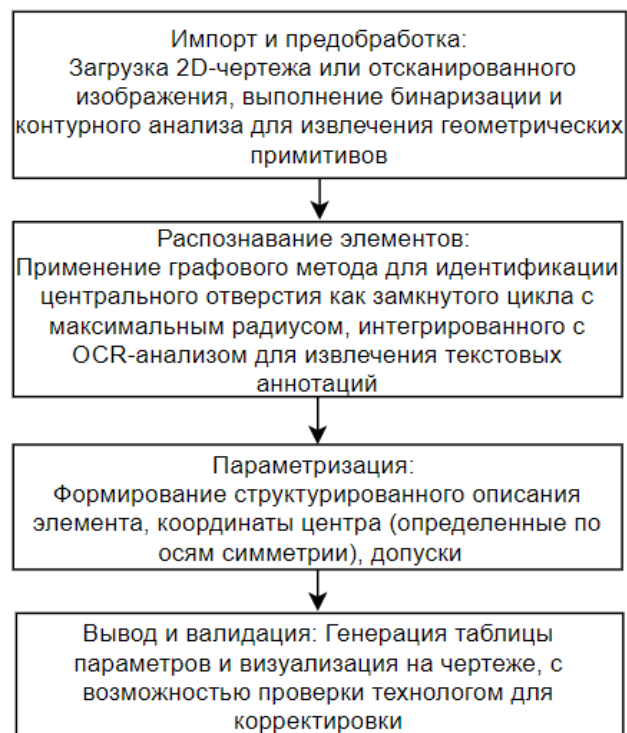 Импорт и предобработка:
Загрузка 2D-чертежа или отсканированного
изображения, выполнение бинаризации и
контурного анализа для извлечения геометрических
примитивов
Распознавание элементов:
Применение графового метода для идентификации
центрального отверстия как замкнутого цикла с
максимальным радиусом, интегрированного с
OCR-анализом для извлечения текстовых
аннотаций
Параметризация:
Формирование структурированного описания
элемента, координаты центра (определенные по
осям симметрии), допуски
Вывод и валидация: Генерация таблицы
параметров и визуализация на чертеже, с
возможностью проверки технологом для
корректировки